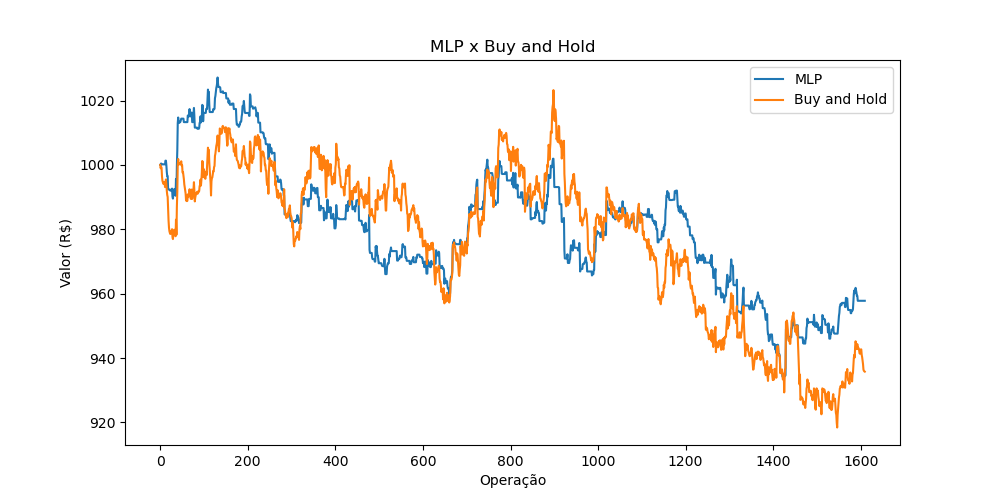 MLP x Buy and Hold
MLP
Buy and Hold
Valor (R$)
1020
1000
980
960
940
920
0 200 400 600 800 1000 1200 1400 1600
Operação